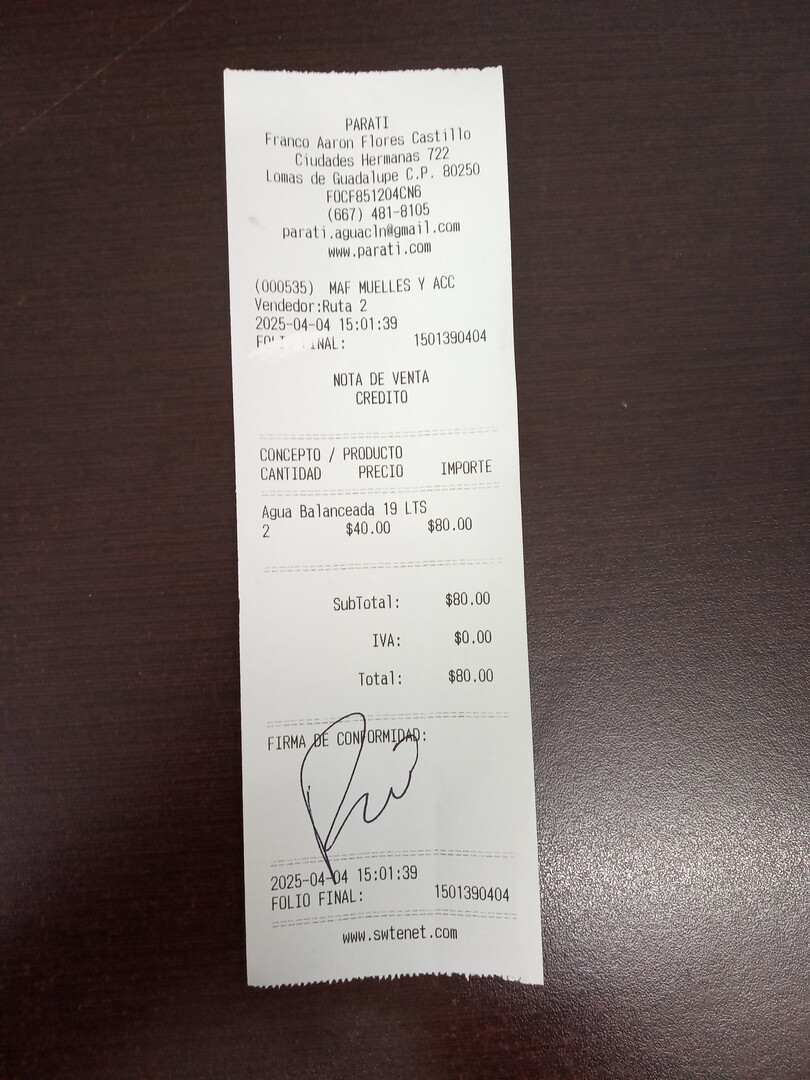 PARATI
Franco Aaron Flores Castillo
Ciudades Hermanas 722
Lomas de Guadalupe C.P. 80250
FOCF851204CN6
(667) 481-8105
parati.aguacln@gmail.com
www.parati.com
(000535) MAF MUELLES Y ACC
Vendedor:Ruta 2
2025-04-04 15:01:39
1501390404
NOTA DE VENTA
CREDITO
CONCEPTO / PRODUCTO
CANTIDAD PRECIO IMPORTE
Agua Balanceada 19 LTS
2 $40.00 $80.00
SubTotal: $80.00
IVA: $0.00
Total: $80.00
FIRMA DE CONFORMIDAD:
2025-04-04 15:01:39
FOLIO FINAL: 1501390404
www.swtenet.com